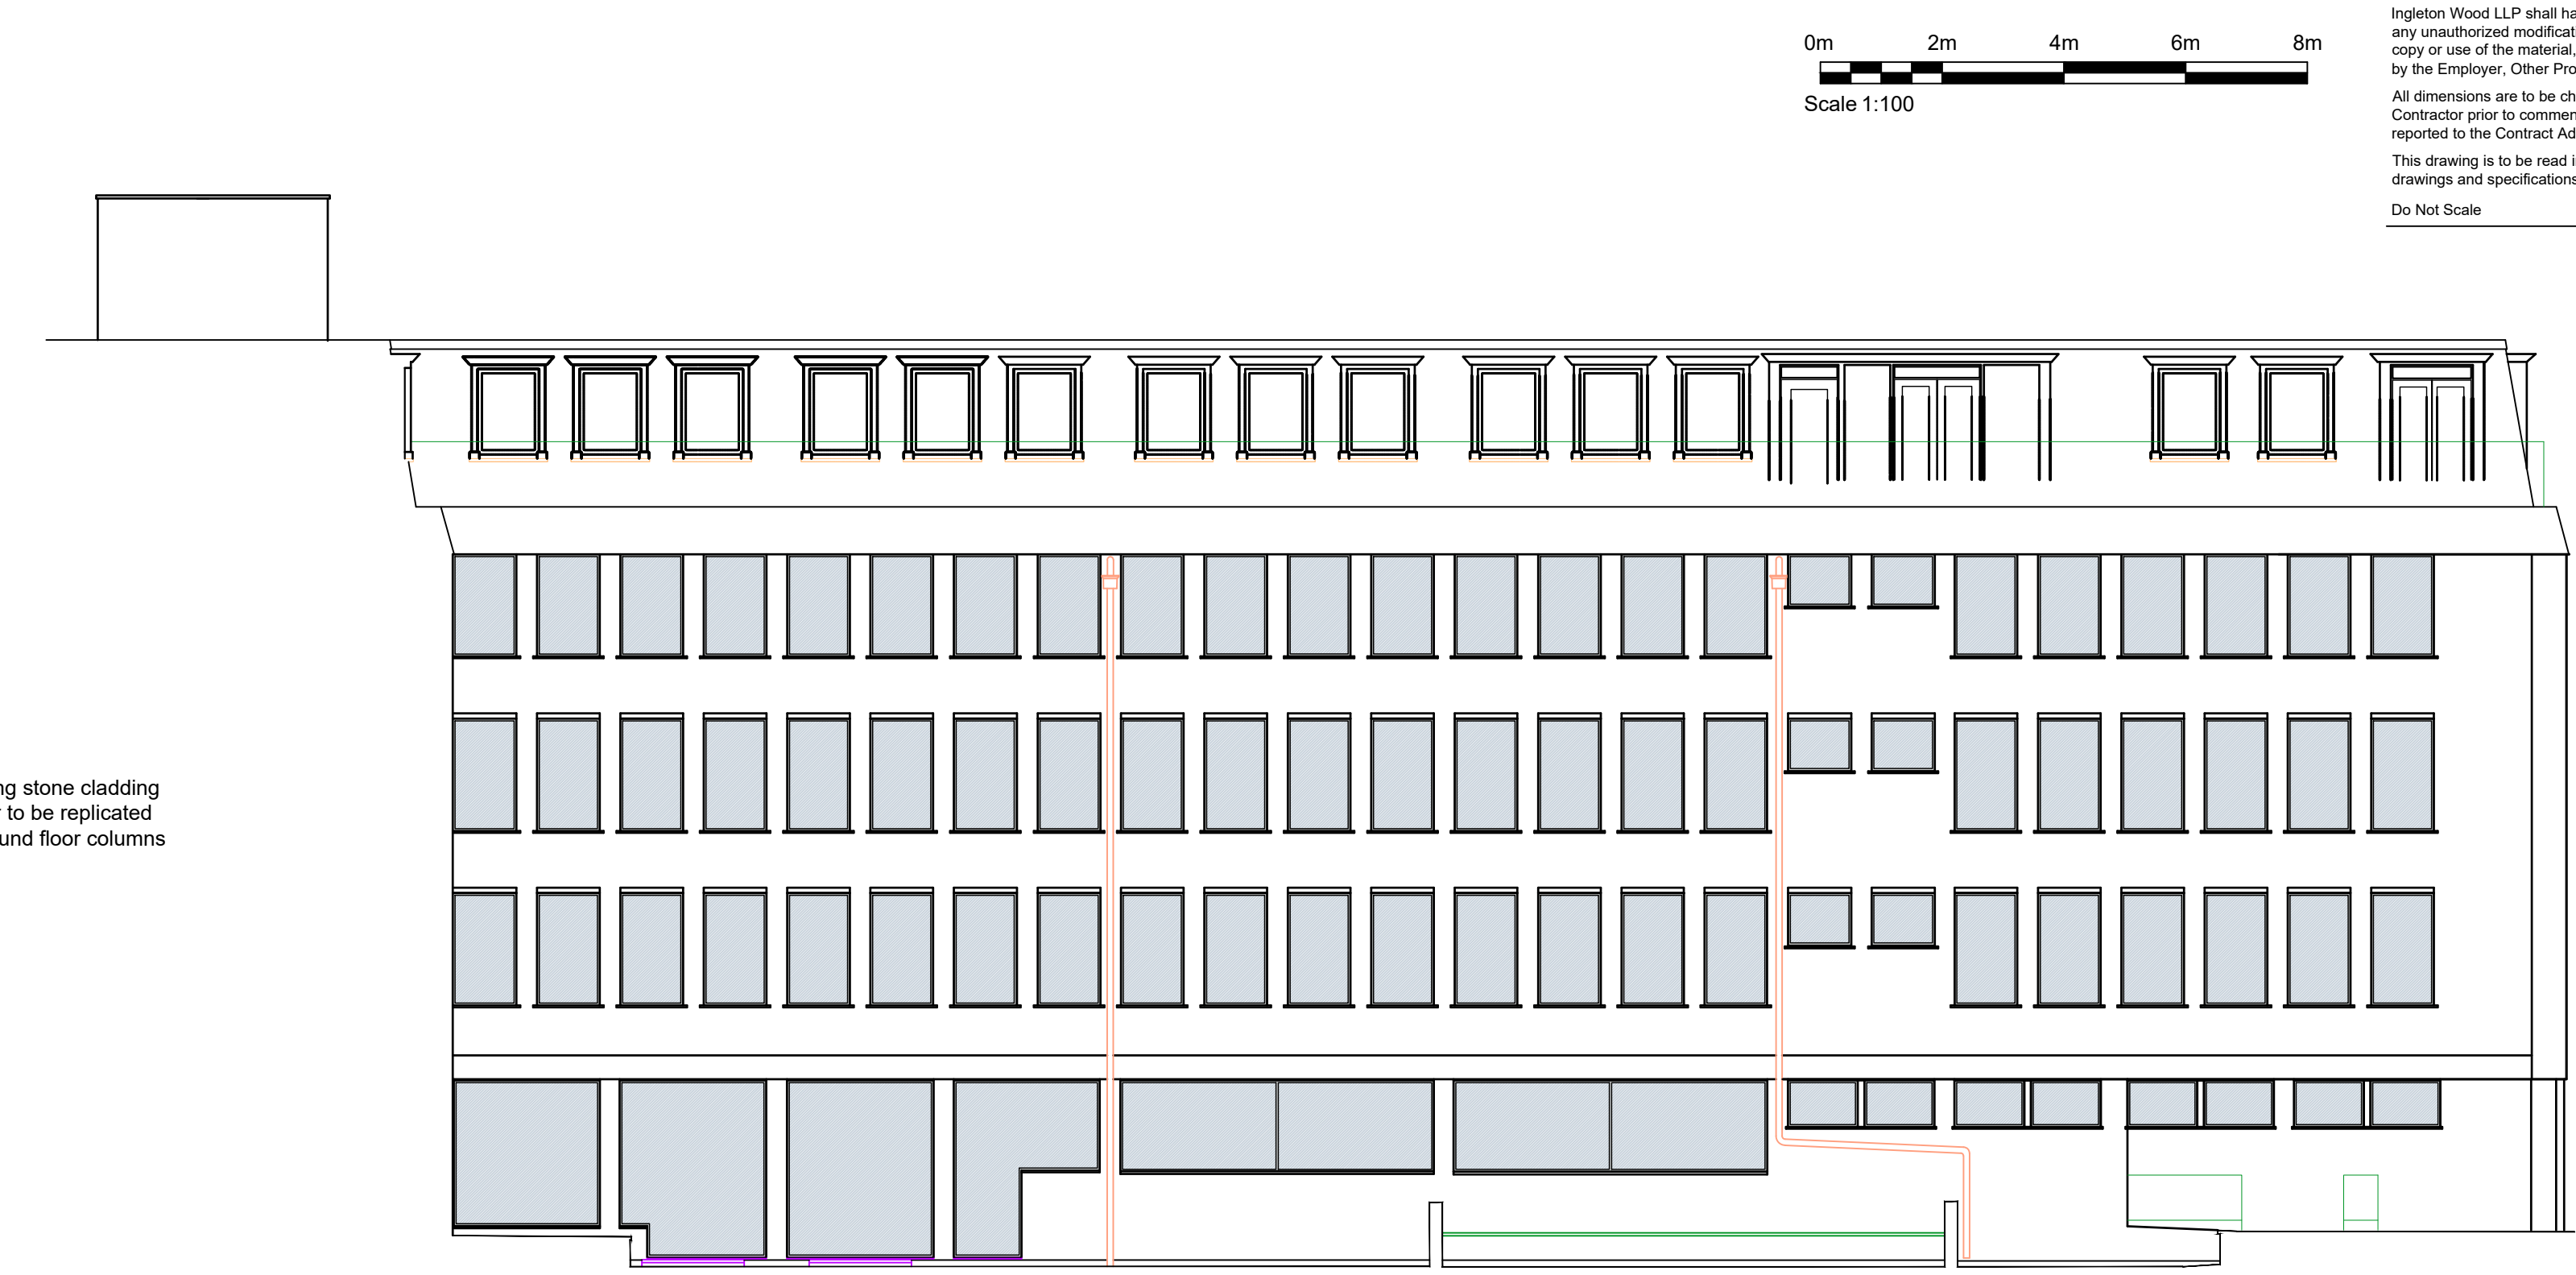 0m 2m 4m 6m 8m
Scale 1:100
Ingleton Wood LLP shall ha
any unauthorized modificat
copy or use of the material,
by the Employer, Other Pro
All dimensions are to be ch
Contractor prior to commen
reported to the Contract Ad
This drawing is to be read i
drawings and specifications
Do Not Scale
ng stone cladding
to be replicated
und floor columns